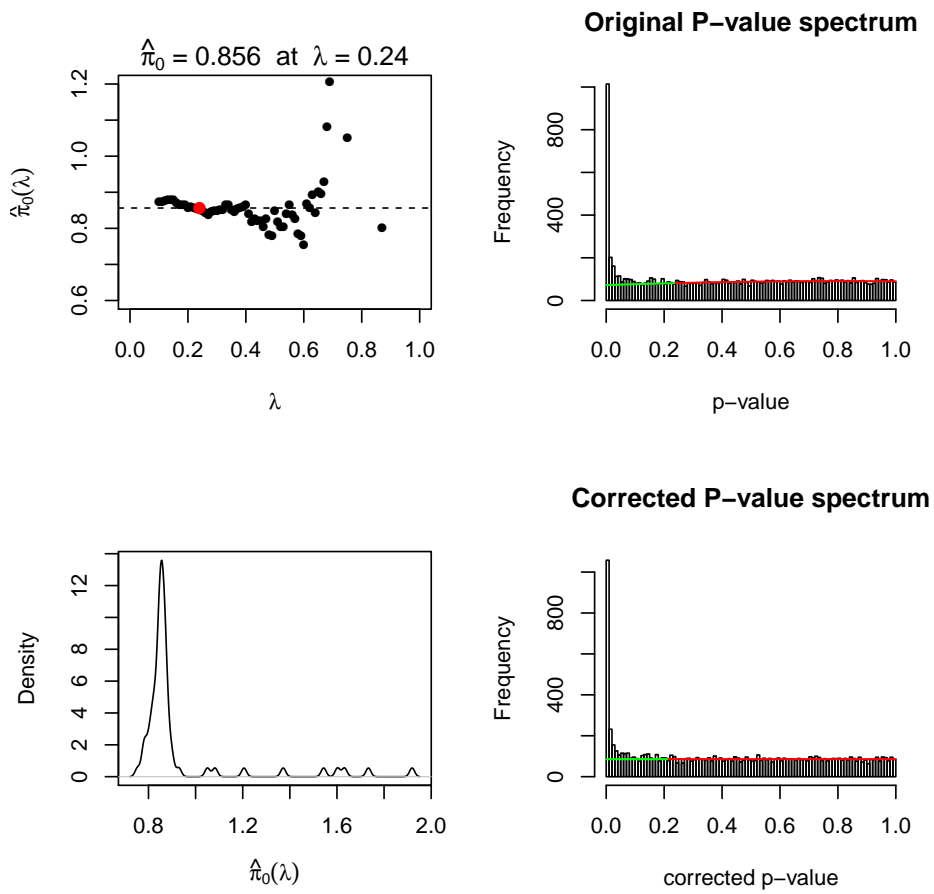 π̂₀ = 0.856 at λ = 0.24
π̂₀(λ)
0.6 0.8 1.0 1.2
0.0 0.2 0.4 0.6 0.8 1.0
λ
Original P−value spectrum
Frequency
0 400 800
0.0 0.2 0.4 0.6 0.8 1.0
p−value
Density
0 2 4 6 8 12
0.8 1.2 1.6 2.0
π̂₀(λ)
Corrected P−value spectrum
Frequency
0 400 800
0.0 0.2 0.4 0.6 0.8 1.0
corrected p−value